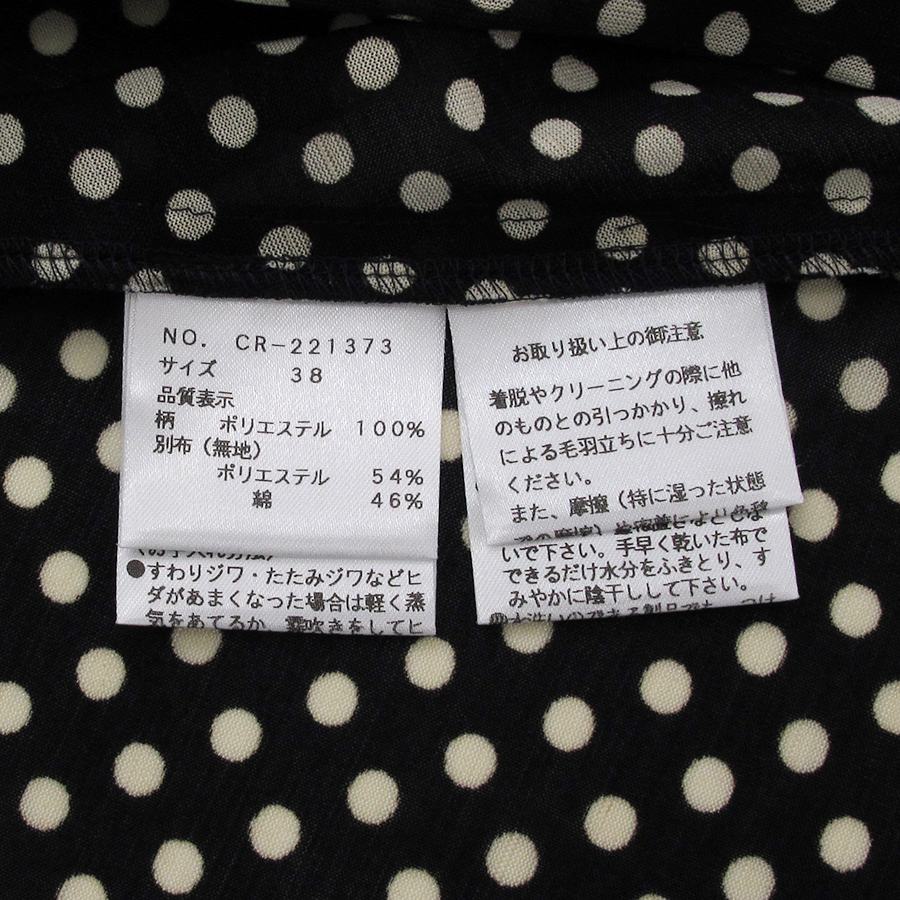 NO. CR-221373
サイズ 38
品質表示
柄 ポリエステル 100%
別布(無地)
ポリエステル 54%
綿 46%
●すわりジワ・たたみジワなどヒ
ダがあまくなった場合は軽く蒸
気をあてるか、霧吹きをしてヒ
お取り扱い上の御注意
着脱やクリーニングの際に他
のものとの引っかかり、擦れ
による毛羽立ちに十分ご注意
ください。
また、摩擦(特に湿った状態
いで下さい。手早く乾いた布で
できるだけ水分をふきとり、す
みやかに陰干しして下さい。